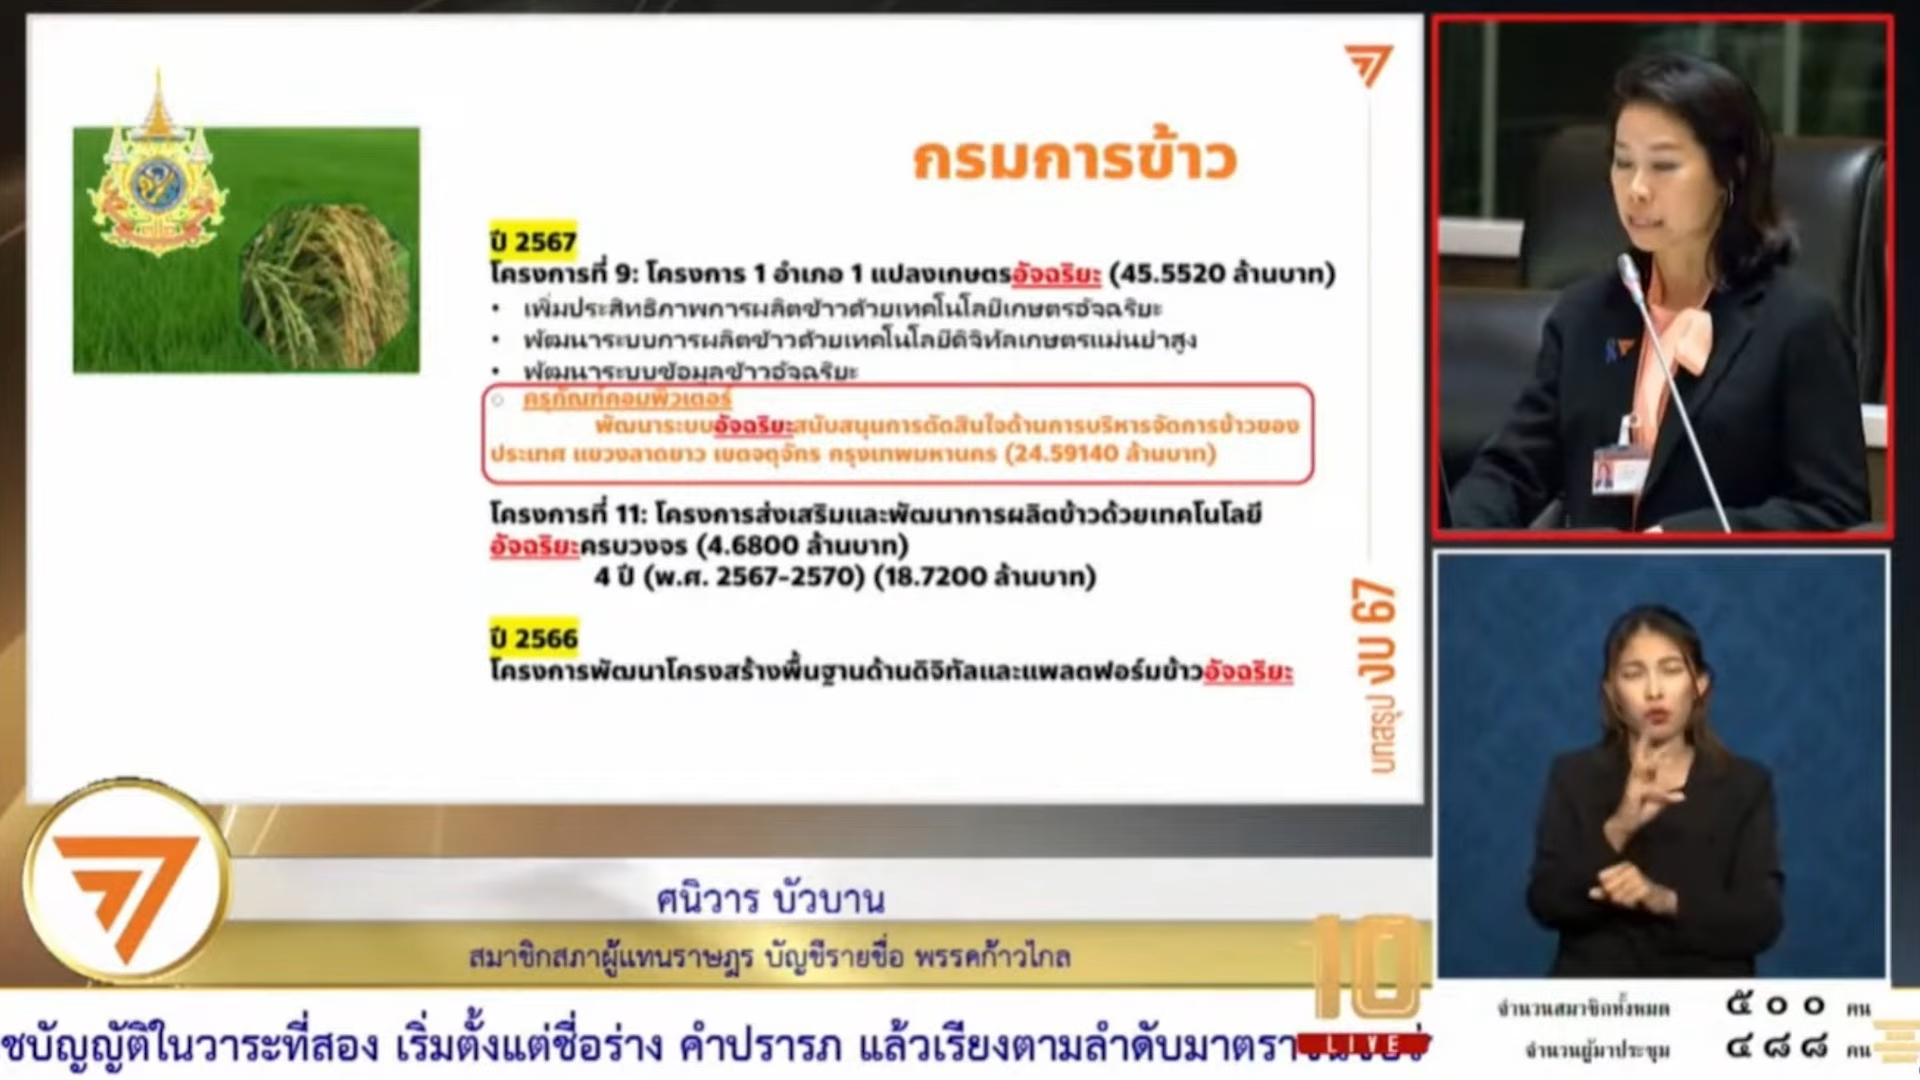 กรมการข้าว
ปี 2567
โครงการที่ 9: โครงการ 1 อำเภอ 1 แปลงเกษตรอัจฉริยะ (45.5520 ล้านบาท)
• เพิ่มประสิทธิภาพการผลิตข้าวด้วยเทคโนโลยีเกษตรอัจฉริยะ
• พัฒนาระบบการผลิตข้าวด้วยเทคโนโลยีดิจิทัลเกษตรแม่นยำสูง
• พัฒนาระบบข้อมูลข้าวอัจฉริยะ
○ ครุภัณฑ์คอมพิวเตอร์
พัฒนาระบบอัจฉริยะสนับสนุนการตัดสินใจด้านการบริหารจัดการข้าวของ
ประเทศ แขวงลาดยาว เขตจตุจักร กรุงเทพมหานคร (24.59140 ล้านบาท)
โครงการที่ 11: โครงการส่งเสริมและพัฒนาการผลิตข้าวด้วยเทคโนโลยี
อัจฉริยะครบวงจร (4.6800 ล้านบาท)
4 ปี (พ.ศ. 2567-2570) (18.7200 ล้านบาท)
ปี 2566
โครงการพัฒนาโครงสร้างพื้นฐานด้านดิจิทัลและแพลตฟอร์มข้าวอัจฉริยะ
บทสรุป งบ 67
ศนิวาร บัวบาน
สมาชิกสภาผู้แทนราษฎร บัญชีรายชื่อ พรรคก้าวไกล
10
LIVE
ชบัญญัติในวาระที่สอง เริ่มตั้งแต่ชื่อร่าง คำปรารภ แล้วเรียงตามลำดับมาตรา
จำนวนสมาชิกทั้งหมด ๕๐๐ คน
จำนวนผู้มาประชุม ๔๘๘ คน